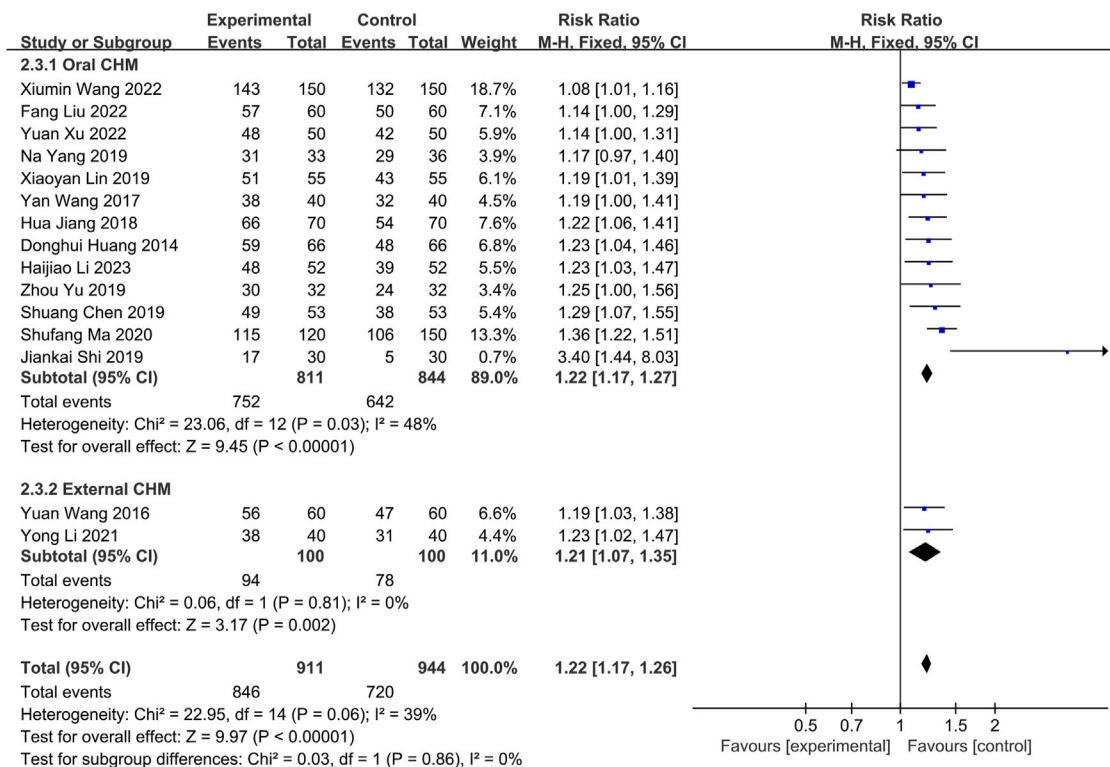 Experimental Control Risk Ratio Risk Ratio
Study or Subgroup Events Total Events Total Weight M-H, Fixed, 95% CI M-H, Fixed, 95% CI
2.3.1 Oral CHM
Xiumin Wang 2022 143 150 132 150 18.7% 1.08 [1.01, 1.16]
Fang Liu 2022 57 60 50 60 7.1% 1.14 [1.00, 1.29]
Yuan Xu 2022 48 50 42 50 5.9% 1.14 [1.00, 1.31]
Na Yang 2019 31 33 29 36 3.9% 1.17 [0.97, 1.40]
Xiaoyan Lin 2019 51 55 43 55 6.1% 1.19 [1.01, 1.39]
Yan Wang 2017 38 40 32 40 4.5% 1.19 [1.00, 1.41]
Hua Jiang 2018 66 70 54 70 7.6% 1.22 [1.06, 1.41]
Donghui Huang 2014 59 66 48 66 6.8% 1.23 [1.04, 1.46]
Haijiao Li 2023 48 52 39 52 5.5% 1.23 [1.03, 1.47]
Zhou Yu 2019 30 32 24 32 3.4% 1.25 [1.00, 1.56]
Shuang Chen 2019 49 53 38 53 5.4% 1.29 [1.07, 1.55]
Shufang Ma 2020 115 120 106 150 13.3% 1.36 [1.22, 1.51]
Jiankai Shi 2019 17 30 5 30 0.7% 3.40 [1.44, 8.03]
Subtotal (95% CI) 811 844 89.0% 1.22 [1.17, 1.27]
Total events 752 642
Heterogeneity: Chi² = 23.06, df = 12 (P = 0.03); I² = 48%
Test for overall effect: Z = 9.45 (P < 0.00001)
2.3.2 External CHM
Yuan Wang 2016 56 60 47 60 6.6% 1.19 [1.03, 1.38]
Yong Li 2021 38 40 31 40 4.4% 1.23 [1.02, 1.47]
Subtotal (95% CI) 100 100 11.0% 1.21 [1.07, 1.35]
Total events 94 78
Heterogeneity: Chi² = 0.06, df = 1 (P = 0.81); I² = 0%
Test for overall effect: Z = 3.17 (P = 0.002)
Total (95% CI) 911 944 100.0% 1.22 [1.17, 1.26]
Total events 846 720
Heterogeneity: Chi² = 22.95, df = 14 (P = 0.06); I² = 39%
Test for overall effect: Z = 9.97 (P < 0.00001)
Test for subgroup differences: Chi² = 0.03, df = 1 (P = 0.86), I² = 0%
0.5 0.7 1 1.5 2
Favours [experimental] Favours [control]